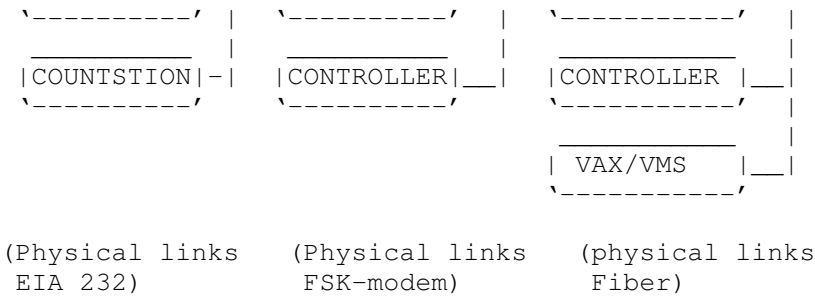 COUNTSTION CONTROLLER CONTROLLER
VAX/VMS
(Physical links (Physical links (physical links
EIA 232) FSK-modem) Fiber)